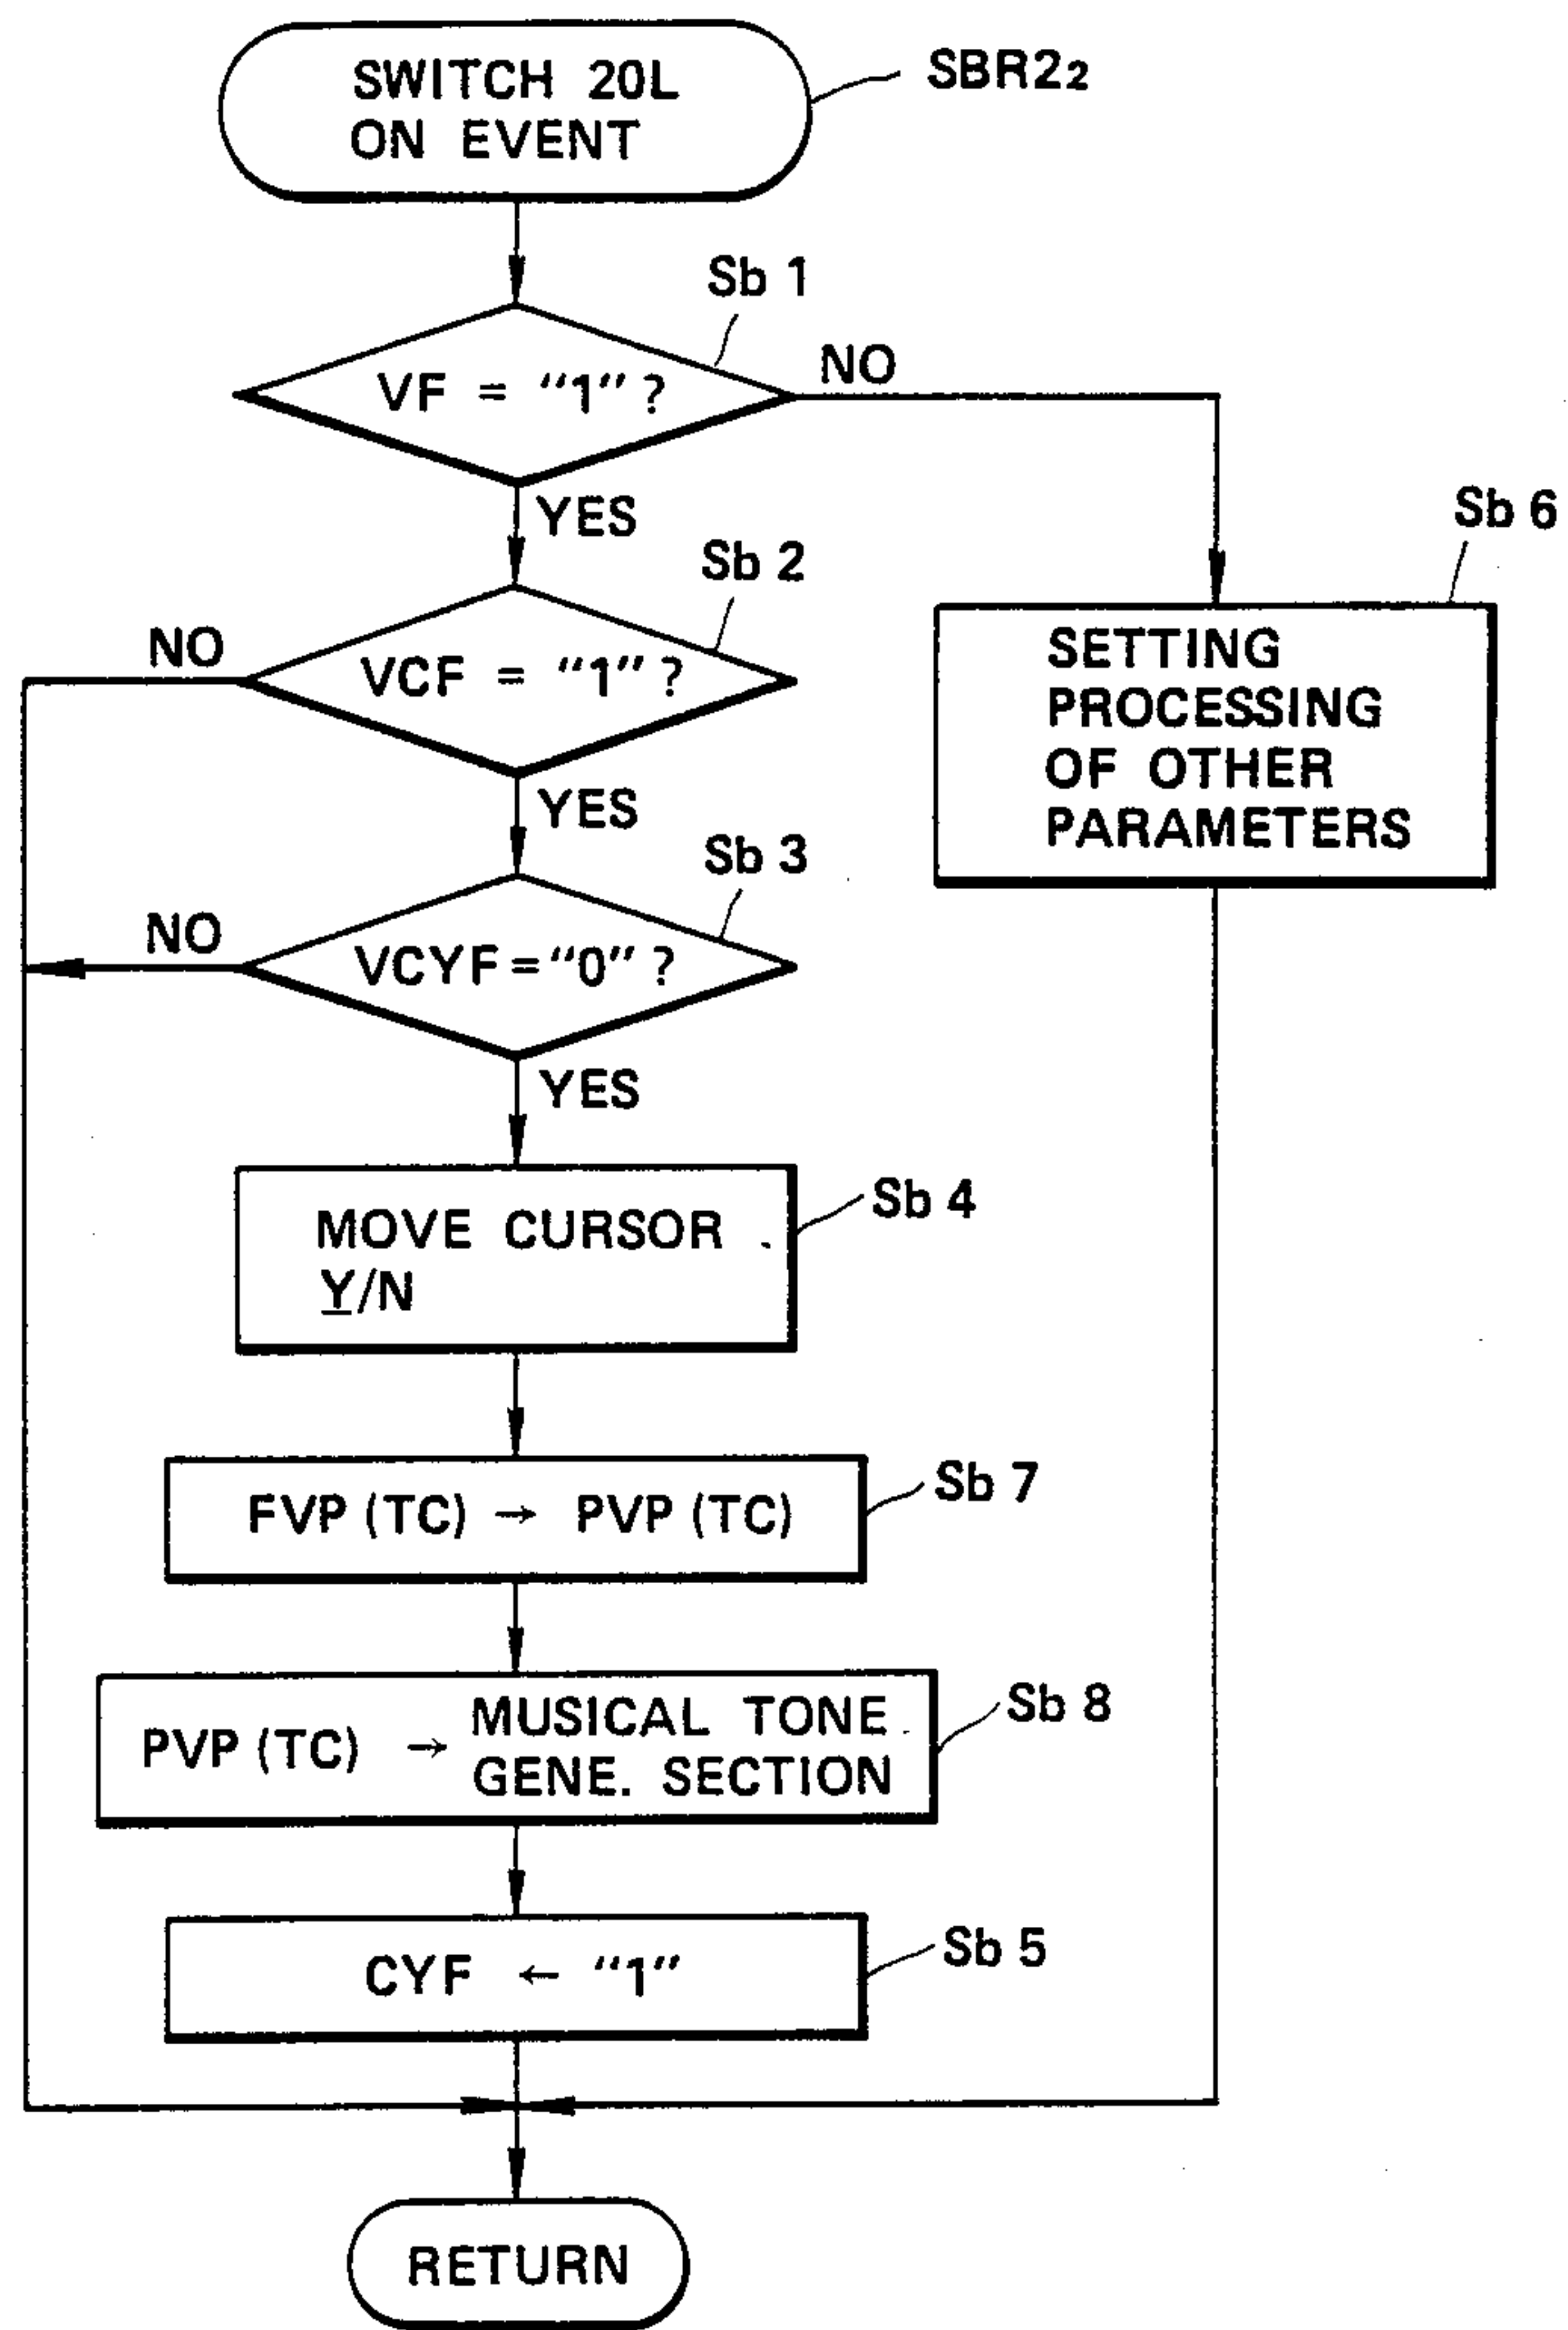 SWITCH 20L
ON EVENT
SBR2₂
Sb 1
VF = "1" ?
NO
YES
Sb 2
NO
VCF = "1" ?
YES
Sb 6
SETTING
PROCESSING
OF OTHER
PARAMETERS
Sb 3
NO
VCYF = "0" ?
YES
Sb 4
MOVE CURSOR
Y/N
Sb 7
FVP (TC) → PVP (TC)
Sb 8
PVP (TC) → MUSICAL TONE
GENE. SECTION
Sb 5
CYF ← "1"
RETURN